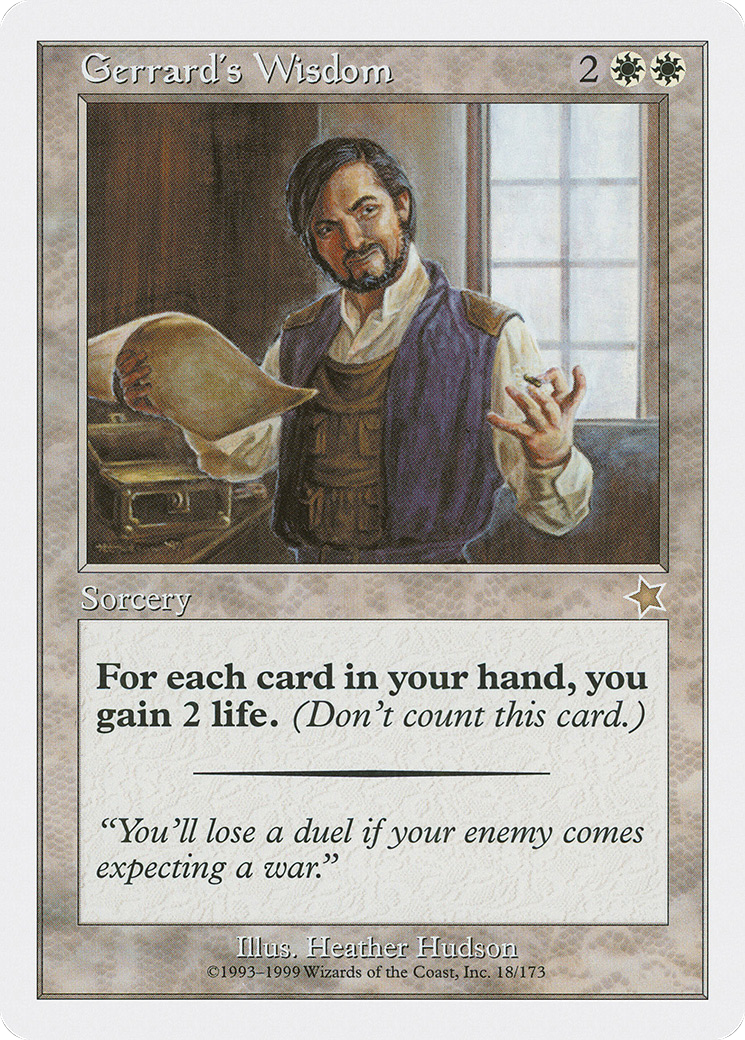 Gerrard's Wisdom 2
Sorcery
For each card in your hand, you
gain 2 life. (Don't count this card.)
"You'll lose a duel if your enemy comes
expecting a war."
Illus. Heather Hudson
©1993–1999 Wizards of the Coast, Inc. 18/173